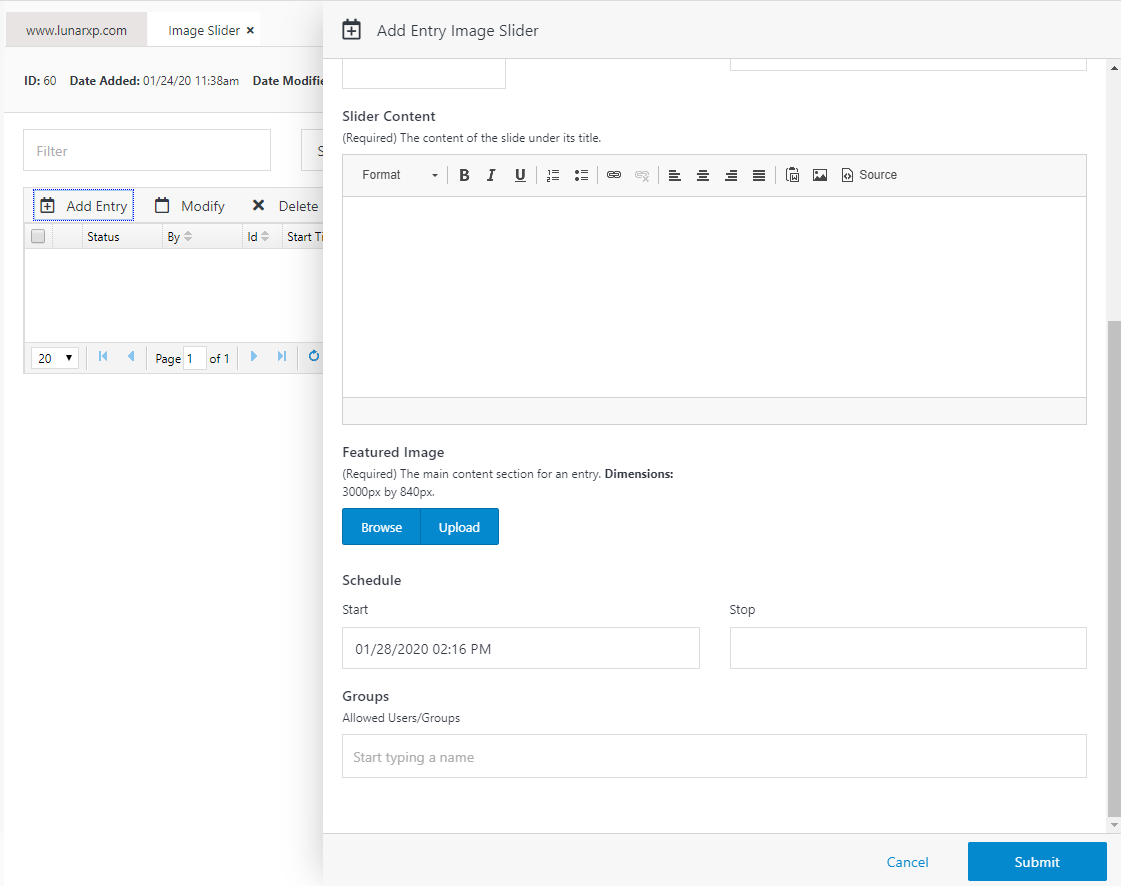 www.lunarxp.com
Image Slider ×
ID: 60 Date Added: 01/24/20 11:38am Date Modifie
Filter
S
Add Entry Modify Delete
Status By Id Start Ti
20 Page 1 of 1
Add Entry Image Slider
Slider Content
(Required) The content of the slide under its title.
Format B I U Source
Featured Image
(Required) The main content section for an entry. Dimensions:
3000px by 840px.
Browse Upload
Schedule
Start Stop
01/28/2020 02:16 PM
Groups
Allowed Users/Groups
Start typing a name
Cancel Submit